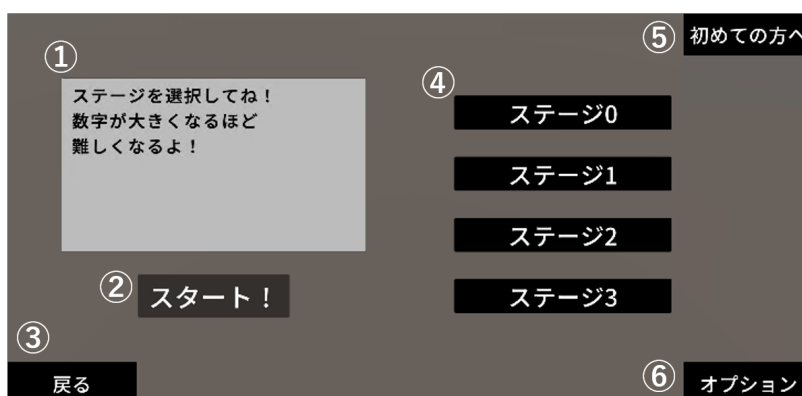 ①
ステージを選択してね！
数字が大きくなるほど
難しくなるよ！
②
スタート！
③
戻る
④
ステージ0
ステージ1
ステージ2
ステージ3
⑤
初めての方へ
⑥
オプション